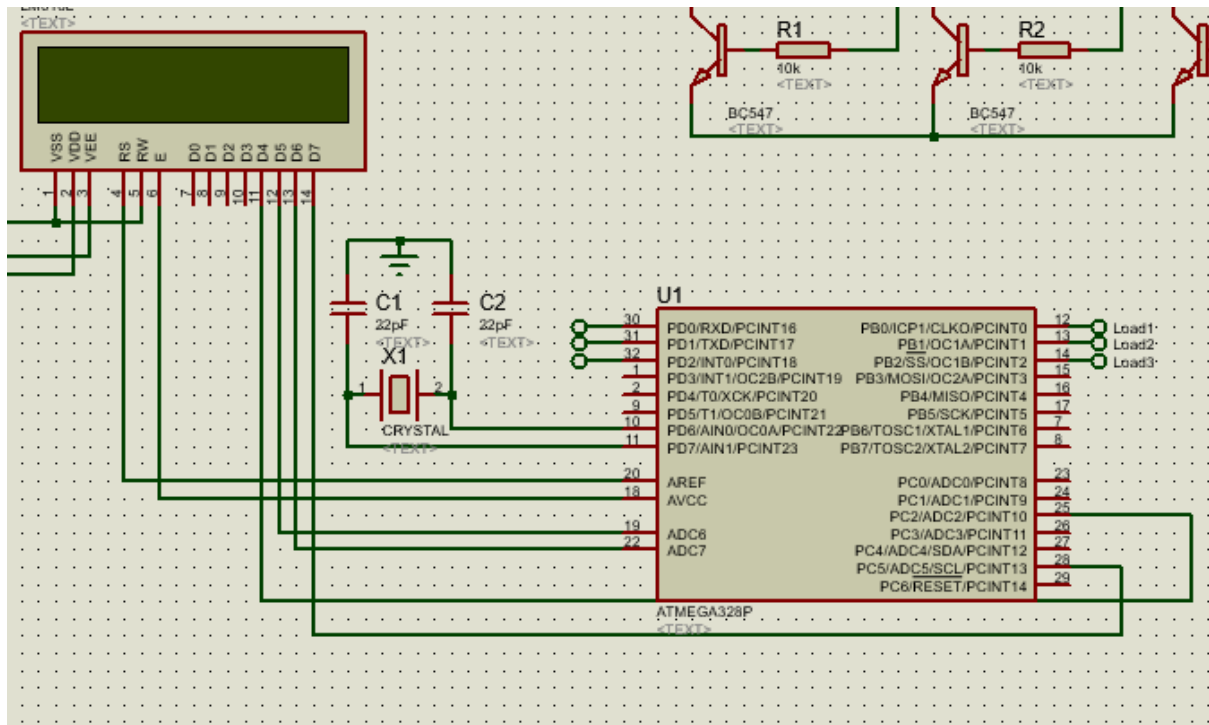 <TEXT>
VSS
VDD
VEE
RS
RW
E
D0
D1
D2
D3
D4
D5
D6
D7
1
2
3
4
5
6
7
8
9
10
11
12
13
14
R1
10k
<TEXT>
R2
10k
<TEXT>
BC547
<TEXT>
BC547
<TEXT>
C1
22pF
<TEXT>
C2
22pF
<TEXT>
X1
1
2
CRYSTAL
<TEXT>
U1
30 PD0/RXD/PCINT16
31 PD1/TXD/PCINT17
32 PD2/INT0/PCINT18
1 PD3/INT1/OC2B/PCINT19
2 PD4/T0/XCK/PCINT20
9 PD5/T1/OC0B/PCINT21
10 PD6/AIN0/OC0A/PCINT22
11 PD7/AIN1/PCINT23
20 AREF
18 AVCC
19 ADC6
22 ADC7
PB0/ICP1/CLKO/PCINT0 12 Load1
PB1/OC1A/PCINT1 13 Load2
PB2/SS/OC1B/PCINT2 14 Load3
PB3/MOSI/OC2A/PCINT3 15
PB4/MISO/PCINT4 16
PB5/SCK/PCINT5 17
PB6/TOSC1/XTAL1/PCINT6 7
PB7/TOSC2/XTAL2/PCINT7 8
PC0/ADC0/PCINT8 23
PC1/ADC1/PCINT9 24
PC2/ADC2/PCINT10 25
PC3/ADC3/PCINT11 26
PC4/ADC4/SDA/PCINT12 27
PC5/ADC5/SCL/PCINT13 28
PC6/RESET/PCINT14 29
ATMEGA328P
<TEXT>